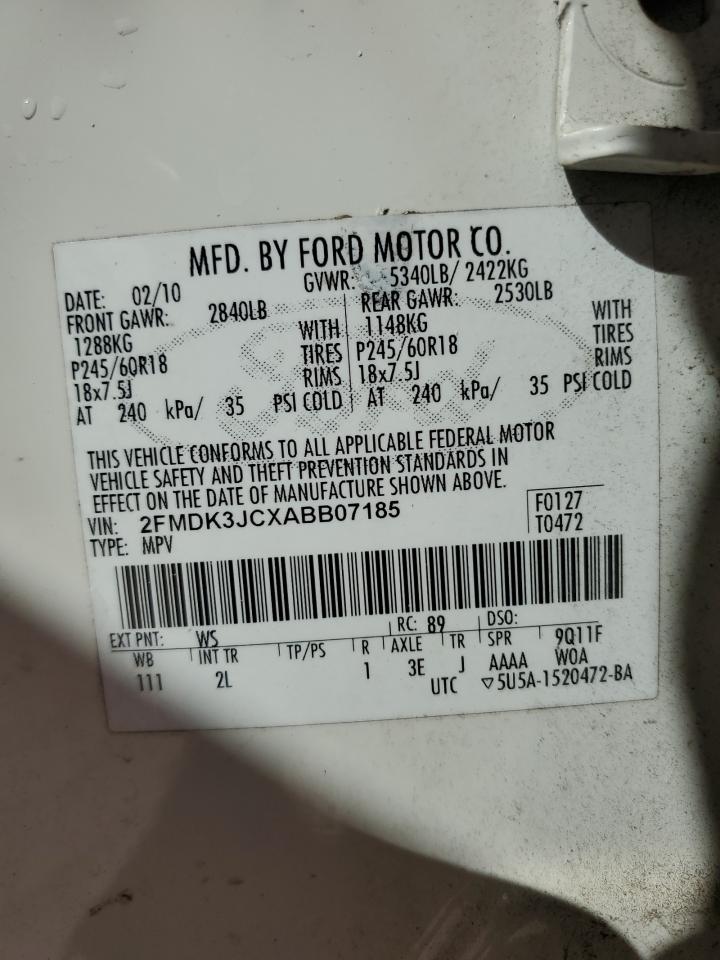 MFD. BY FORD MOTOR CO.
DATE: 02/10 GVWR: 5340LB/ 2422KG
FRONT GAWR: 2840LB REAR GAWR: 2530LB
1288KG WITH 1148KG WITH
P245/60R18 TIRES P245/60R18 TIRES
18x7.5J RIMS 18x7.5J RIMS
AT 240 kPa/ 35 PSI COLD AT 240 kPa/ 35 PSI COLD
THIS VEHICLE CONFORMS TO ALL APPLICABLE FEDERAL MOTOR
VEHICLE SAFETY AND THEFT PREVENTION STANDARDS IN
EFFECT ON THE DATE OF MANUFACTURE SHOWN ABOVE.
VIN: 2FMDK3JCXABB07185 F0127
TYPE: MPV T0472
EXT PNT: WS RC: 89 DSO:
WB INT TR TP/PS R AXLE TR SPR 9Q11F
111 2L 1 3E J AAAA WOA
UTC ▽5U5A-1520472-BA